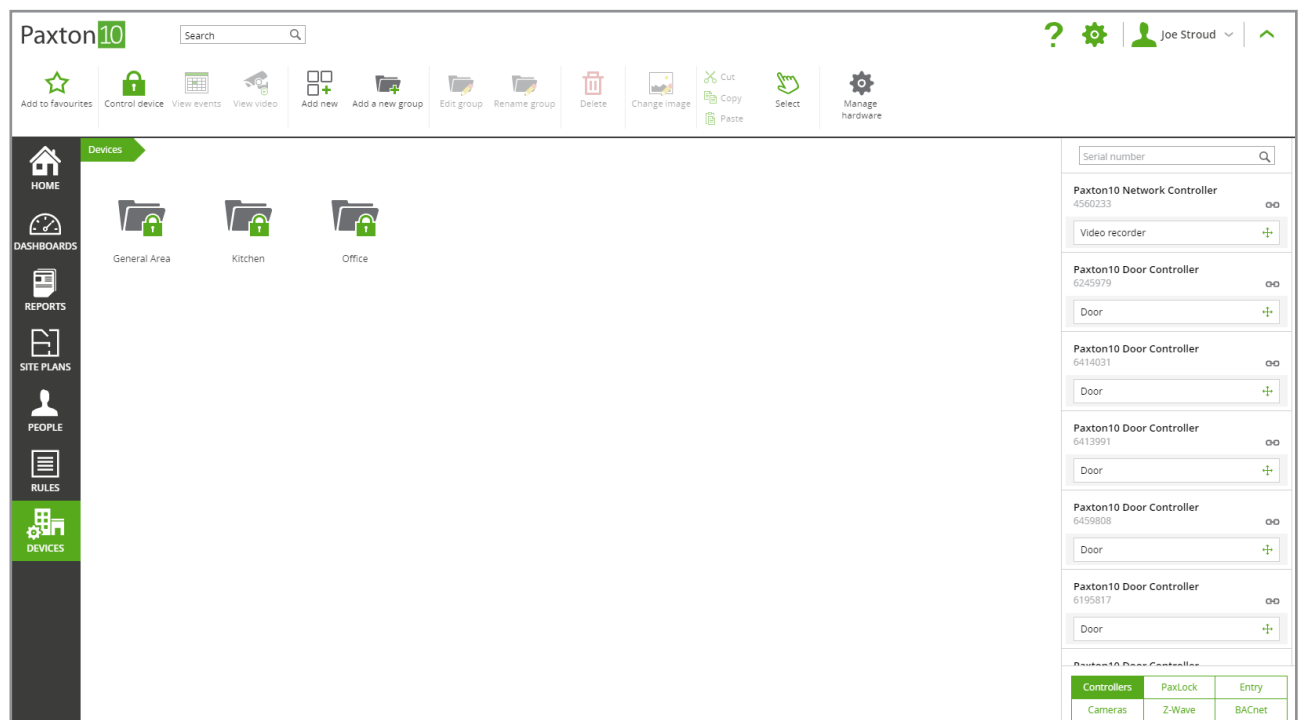 Paxton10
Search
Joe Stroud
Add to favourites
Control device
View events
View video
Add new
Add a new group
Edit group
Rename group
Delete
Change image
Cut
Copy
Paste
Select
Manage
hardware
HOME
DASHBOARDS
REPORTS
SITE PLANS
PEOPLE
RULES
DEVICES
Devices
General Area
Kitchen
Office
Serial number
Paxton10 Network Controller
4560233
Video recorder
Paxton10 Door Controller
6245979
Door
Paxton10 Door Controller
6414031
Door
Paxton10 Door Controller
6413991
Door
Paxton10 Door Controller
6459808
Door
Paxton10 Door Controller
6195817
Door
Paxton10 Door Controller
Controllers
PaxLock
Entry
Cameras
Z-Wave
BACnet